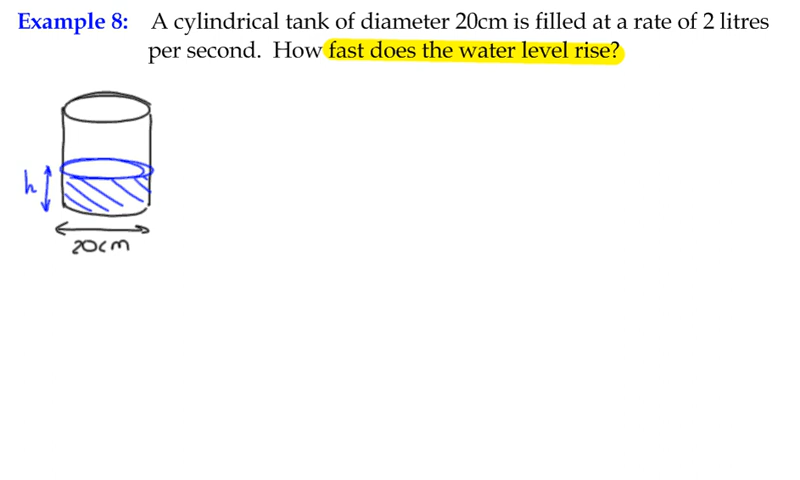 Example 8: A cylindrical tank of diameter 20cm is filled at a rate of 2 litres
per second. How fast does the water level rise?
h
20cm